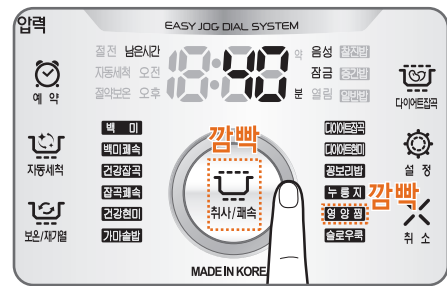 압력
EASY JOG DIAL SYSTEM
절전 남은시간 약 음성 찰진밥
자동세척 오전 40 잠금 중간밥
절약보온 오후 분 열림 일반밥
예 약
다이어트잡곡
백 미
백미쾌속
건강잡곡
잡곡쾌속
건강현미
가마솥밥
깜빡
취사/쾌속
다이어트잡곡
다이어트현미
꽁보리밥
누룽지
영양찜
슬로우쿡
깜빡
자동세척
설 정
보온/재가열
취 소
MADE IN KORE